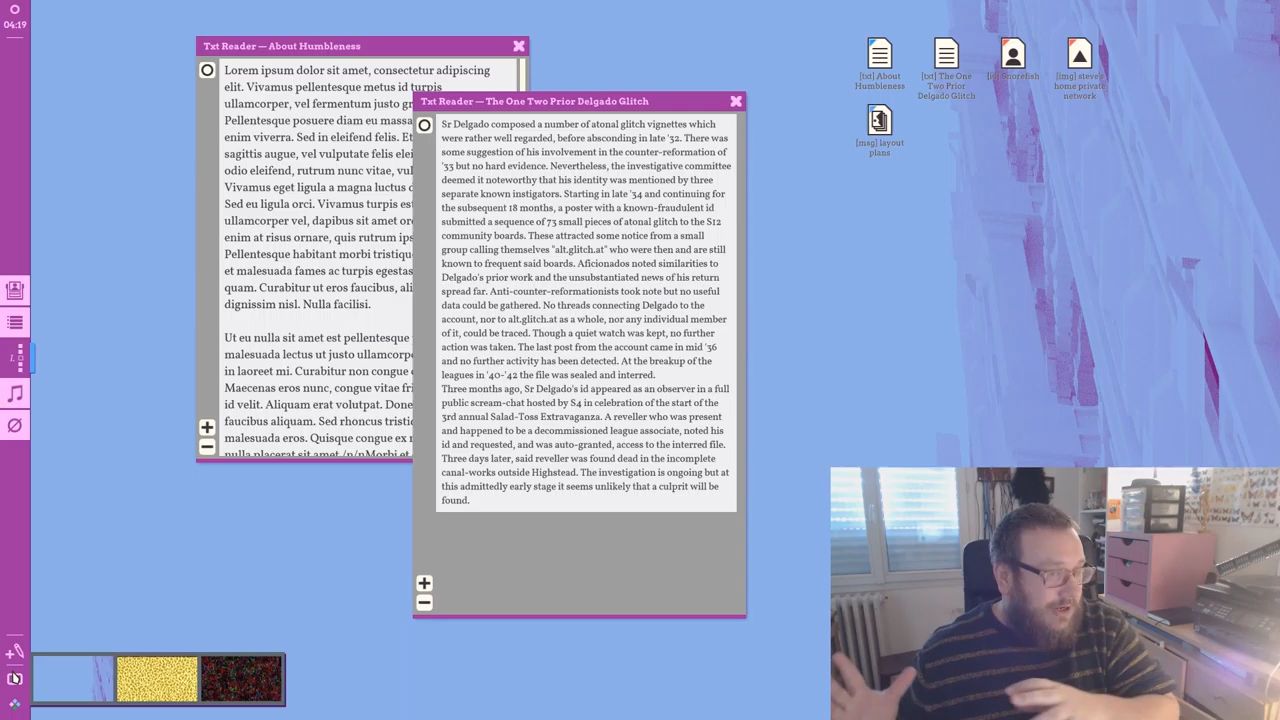 04:19
Txt Reader — About Humbleness
Lorem ipsum dolor sit amet, consectetur adipiscing
elit. Vivamus pellentesque metus id turpis
ullamcorper, vel fermentum justo
Pellentesque posuere diam eu massa
enim viverra. Sed in eleifend felis. Et
sagittis augue, vel vulputate felis
odio eleifend, rutrum nunc vitae,
Vivamus eget ligula a magna luctus
Sed eu ligula orci. Vivamus turpis
ullamcorper vel, dapibus sit amet
enim at risus ornare, quis rutrum
Pellentesque habitant morbi
et malesuada fames ac turpis
quam. Curabitur ut eros faucibus,
dignissim nisl. Nulla facilisi.
Ut eu nulla sit amet est pellentesque
malesuada lectus ut justo
in laoreet mi. Curabitur non congue
Maecenas eros nunc, congue vitae
id velit. Aliquam erat volutpat.
faucibus aliquam. Sed rhoncus
malesuada eros. Quisque congue ex
nulla placerat sit amet./n/nMorbi et
Txt Reader — The One Two Prior Delgado Glitch
Sr Delgado composed a number of atonal glitch vignettes which
were rather well regarded, before absconding in late '32. There was
some suggestion of his involvement in the counter-reformation of
'33 but no hard evidence. Nevertheless, the investigative committee
deemed it noteworthy that his identity was mentioned by three
separate known instigators. Starting in late '34 and continuing for
the subsequent 18 months, a poster with a known-fraudulent id
submitted a sequence of 73 small pieces of atonal glitch to the S12
community boards. These attracted some notice from a small
group calling themselves "alt.glitch.at" who were then and are still
known to frequent said boards. Aficionados noted similarities to
Delgado's prior work and the unsubstantiated news of his return
spread far. Anti-counter-reformationists took note but no useful
data could be gathered. No threads connecting Delgado to the
account, nor to alt.glitch.at as a whole, nor any individual member
of it, could be traced. Though a quiet watch was kept, no further
action was taken. The last post from the account came in mid '36
and no further activity has been detected. At the breakup of the
leagues in '40-'42 the file was sealed and interred.
Three months ago, Sr Delgado's id appeared as an observer in a full
public scream-chat hosted by S4 in celebration of the start of the
3rd annual Salad-Toss Extravaganza. A reveller who was present
and happened to be a decommissioned league associate, noted his
id and requested, and was auto-granted, access to the interred file.
Three days later, said reveller was found dead in the incomplete
canal-works outside Highstead. The investigation is ongoing but at
this admittedly early stage it seems unlikely that a culprit will be
found.
[txt] About
Humbleness
[txt] The One
Two Prior
Delgado Glitch
Snorefish
[img] steve's
home private
network
[msg] layout
plans